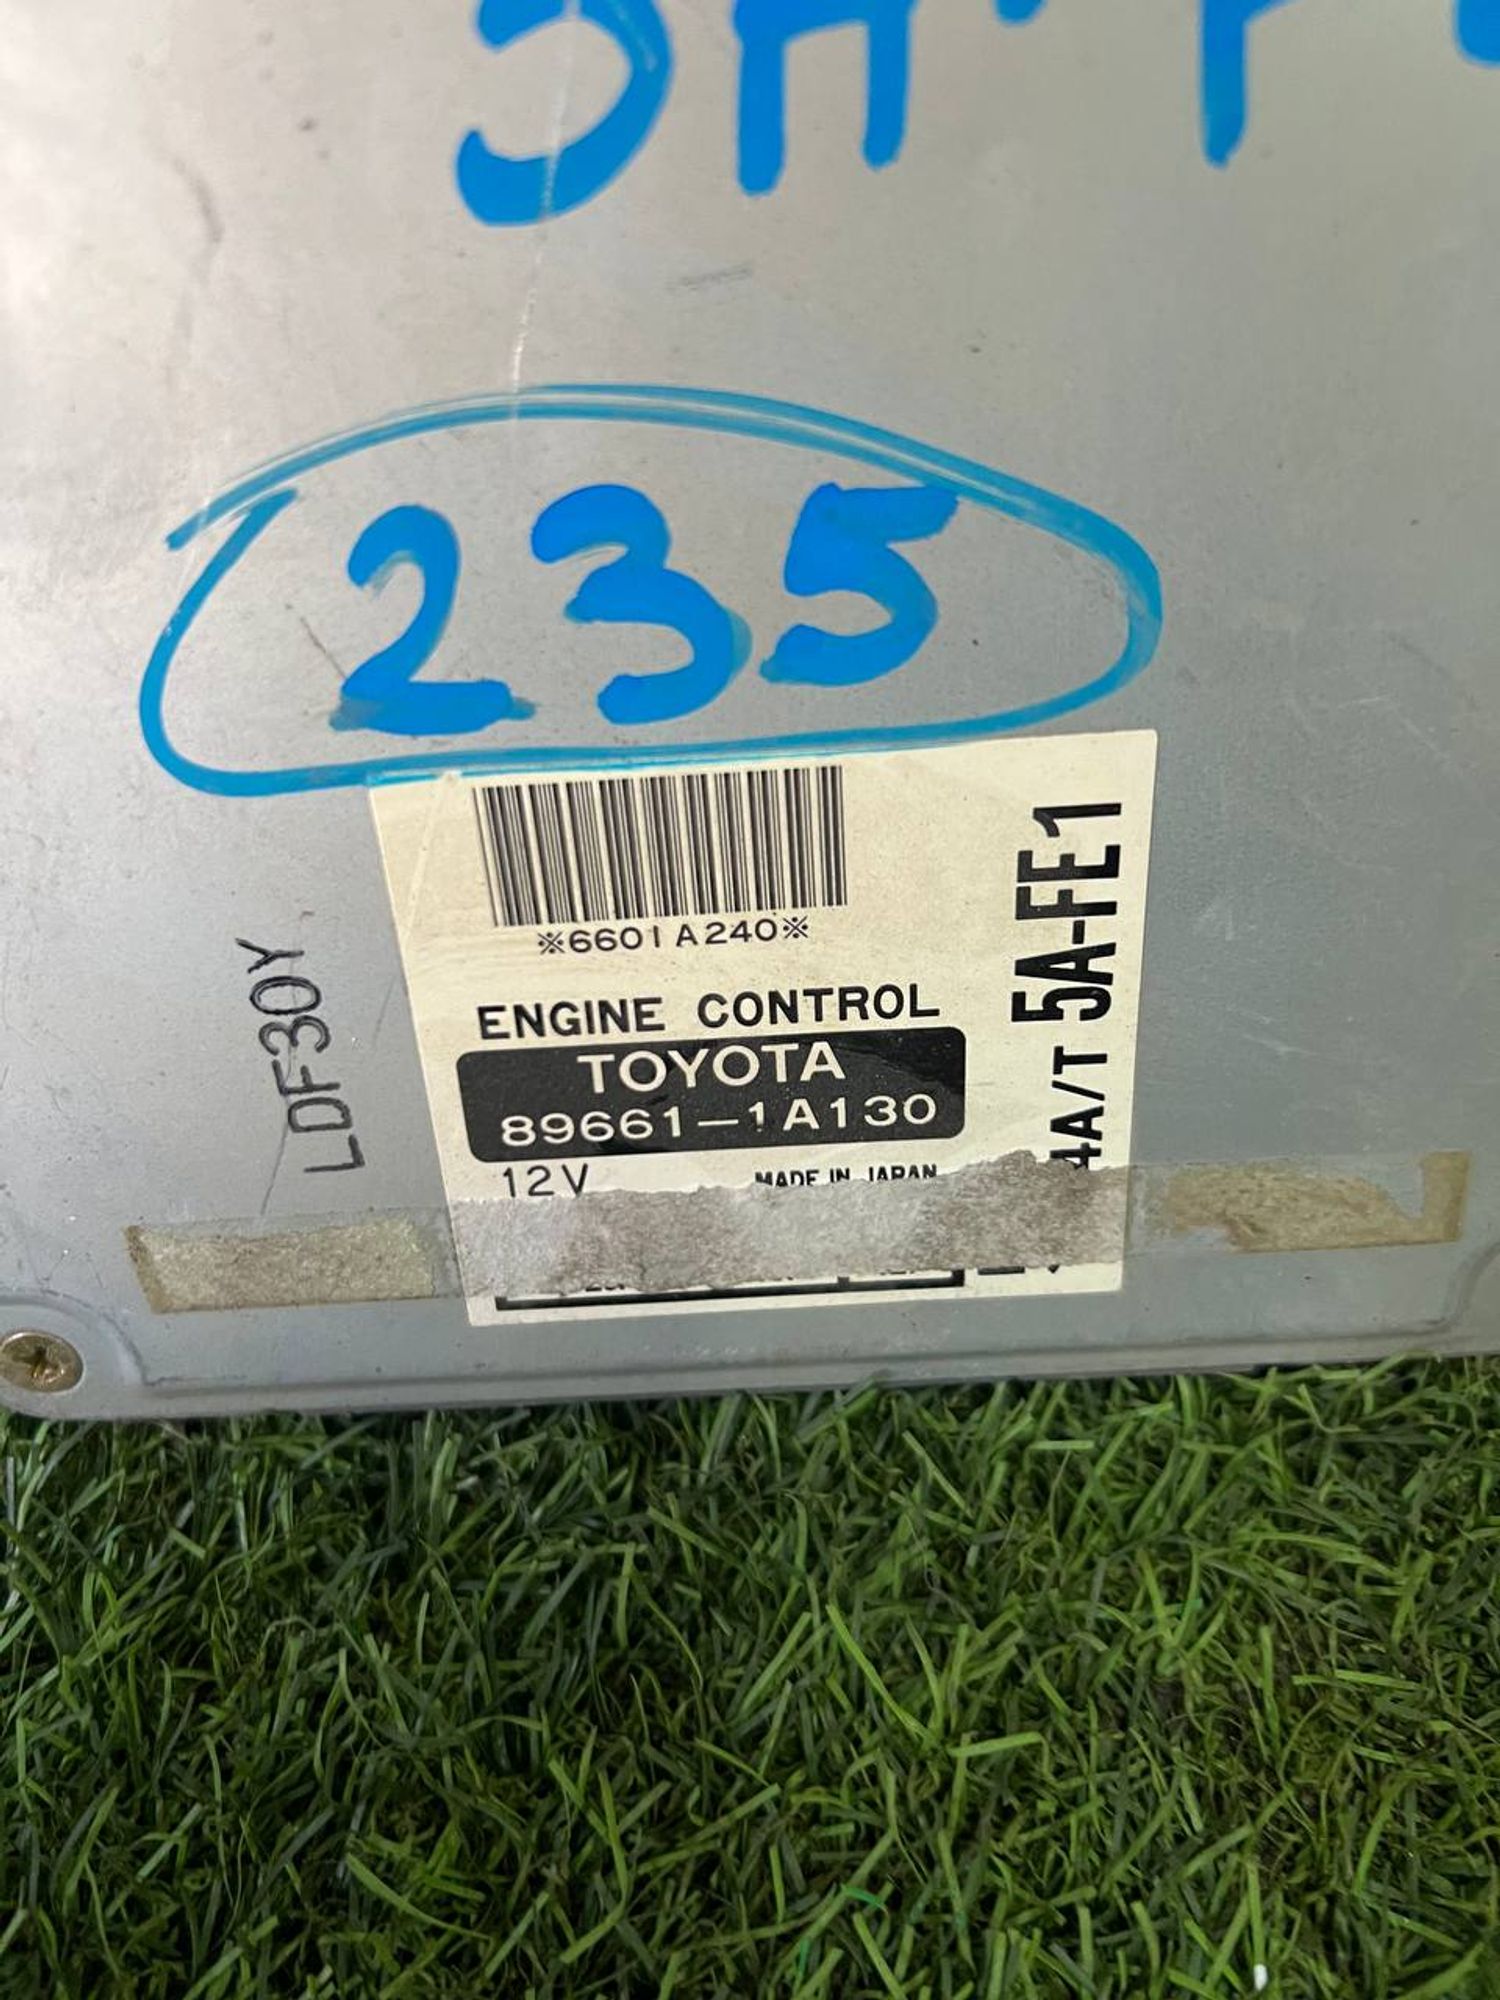 235
※6601A240※
ENGINE CONTROL
TOYOTA
89661-1A130
12V
MADE IN JAPAN
4A/T 5A-FE1
LDF30Y